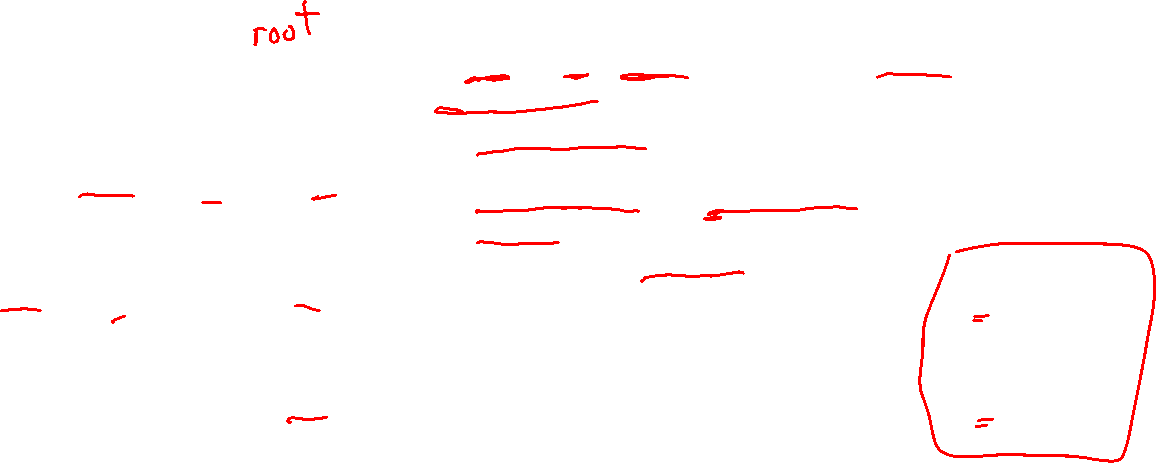 root
=
=